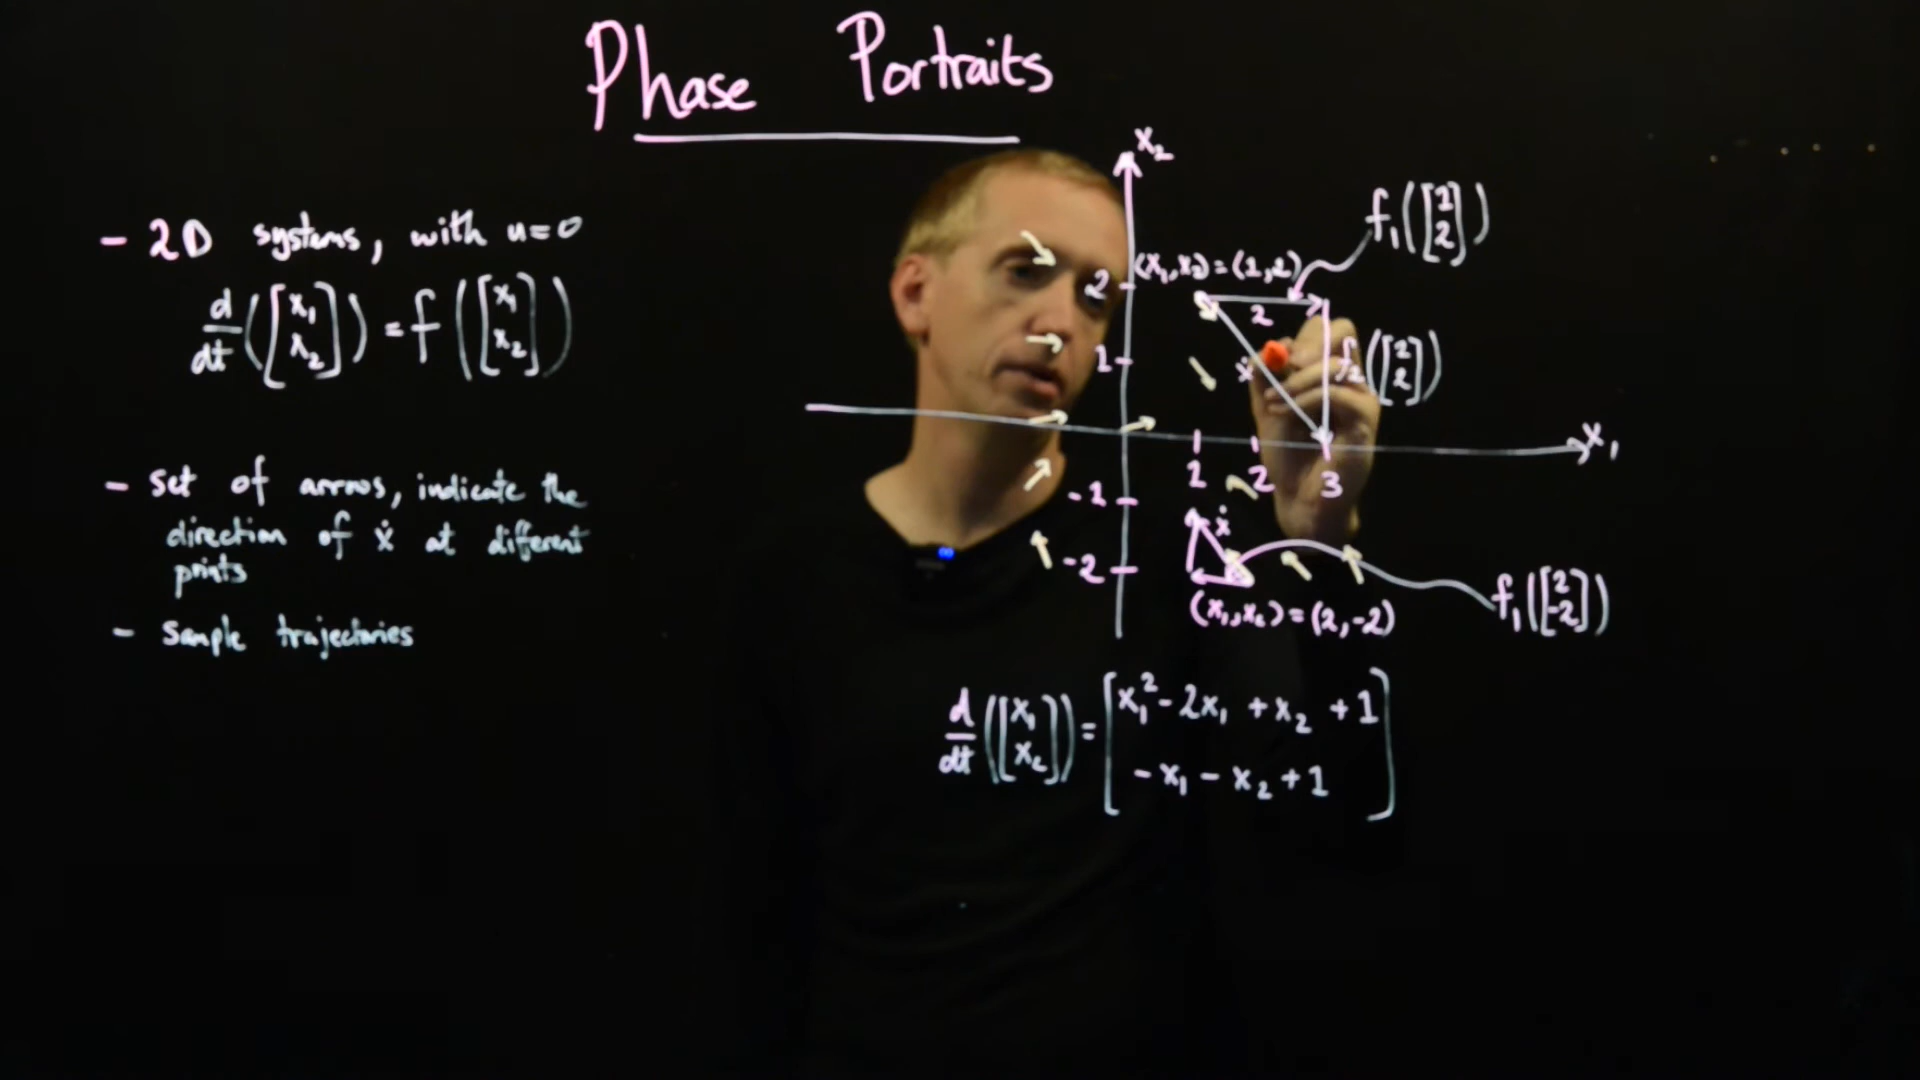 Phase Portraits
- 2D systems, with u=0
d/dt([x₁ x₂]) = f([x₁ x₂])
- set of arrows, indicate the
direction of ẋ at different
points
- Sample trajectories
x₂
f₁([1 2])
(x₁,x₂)=(1,2)
2
2
ẋ
f₂([1 2])
1
x₁
1 2 3
-1
ẋ
-2
(x₁,x₂)=(2,-2)
f₁([2 -2])
d/dt([x₁ x₂]) = [x₁² - 2x₁ + x₂ + 1
- x₁ - x₂ + 1]